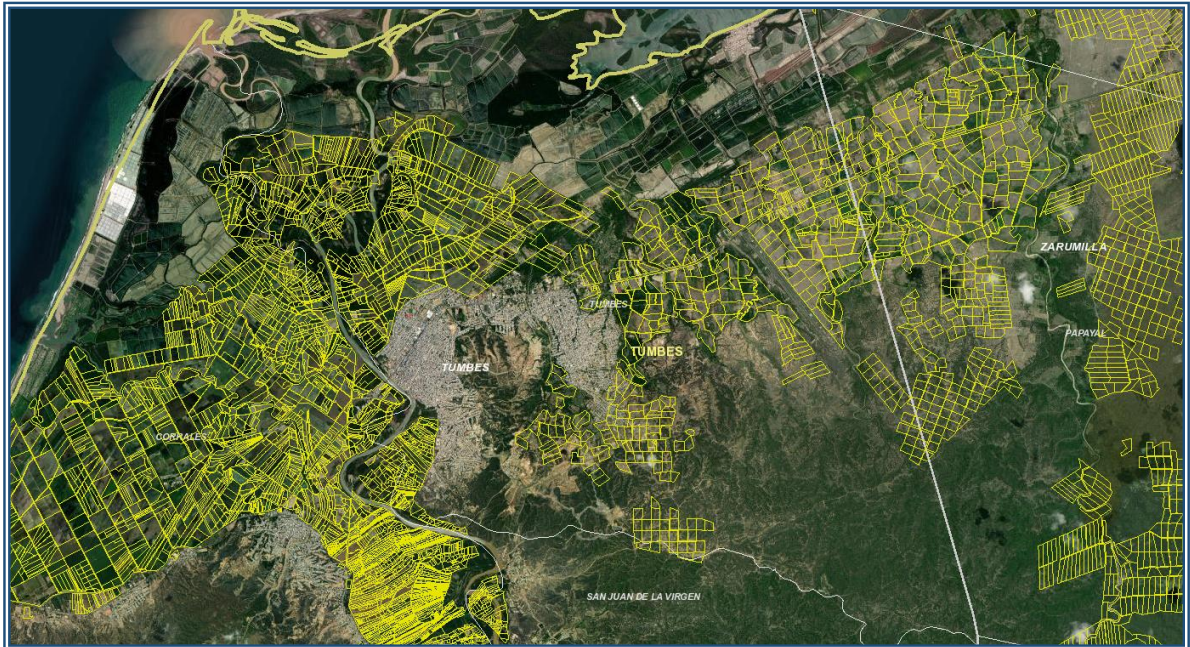 ZARUMILLA
TUMBES
PAPAYAL
TUMBES
TUMBES
CORRALES
SAN JUAN DE LA VIRGEN